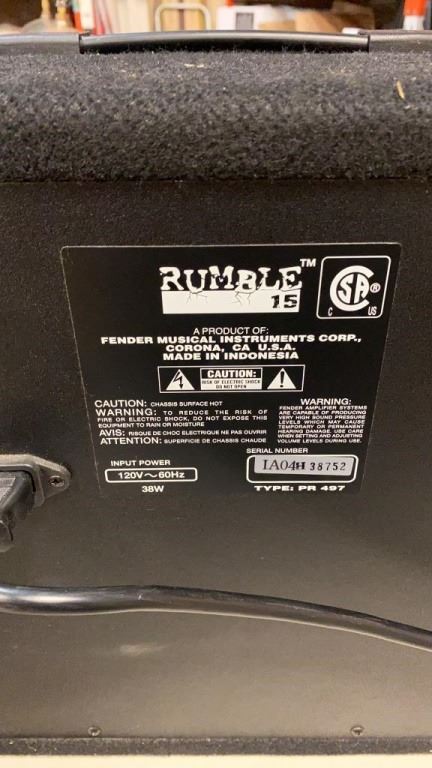 RUMBLE™
15
C SA ® US
A PRODUCT OF:
FENDER MUSICAL INSTRUMENTS CORP.,
CORONA, CA U.S.A.
MADE IN INDONESIA
CAUTION:
RISK OF ELECTRIC SHOCK
DO NOT OPEN
CAUTION: CHASSIS SURFACE HOT
WARNING: TO REDUCE THE RISK OF
FIRE OR ELECTRIC SHOCK, DO NOT EXPOSE THIS
EQUIPMENT TO RAIN OR MOISTURE
AVIS: RISQUE DE CHOC ELECTRIQUE NE PAS OUVRIR
ATTENTION: SUPERFICIE DE CHASSIS CHAUDE
WARNING:
FENDER AMPLIFIER SYSTEMS
ARE CAPABLE OF PRODUCING
VERY HIGH SOUND PRESSURE
LEVELS WHICH MAY CAUSE
TEMPORARY OR PERMANENT
HEARING DAMAGE. USE CARE
WHEN SETTING AND ADJUSTING
VOLUME LEVELS DURING USE.
INPUT POWER
120V~60Hz
38W
SERIAL NUMBER
IA04H 38752
TYPE: PR 497